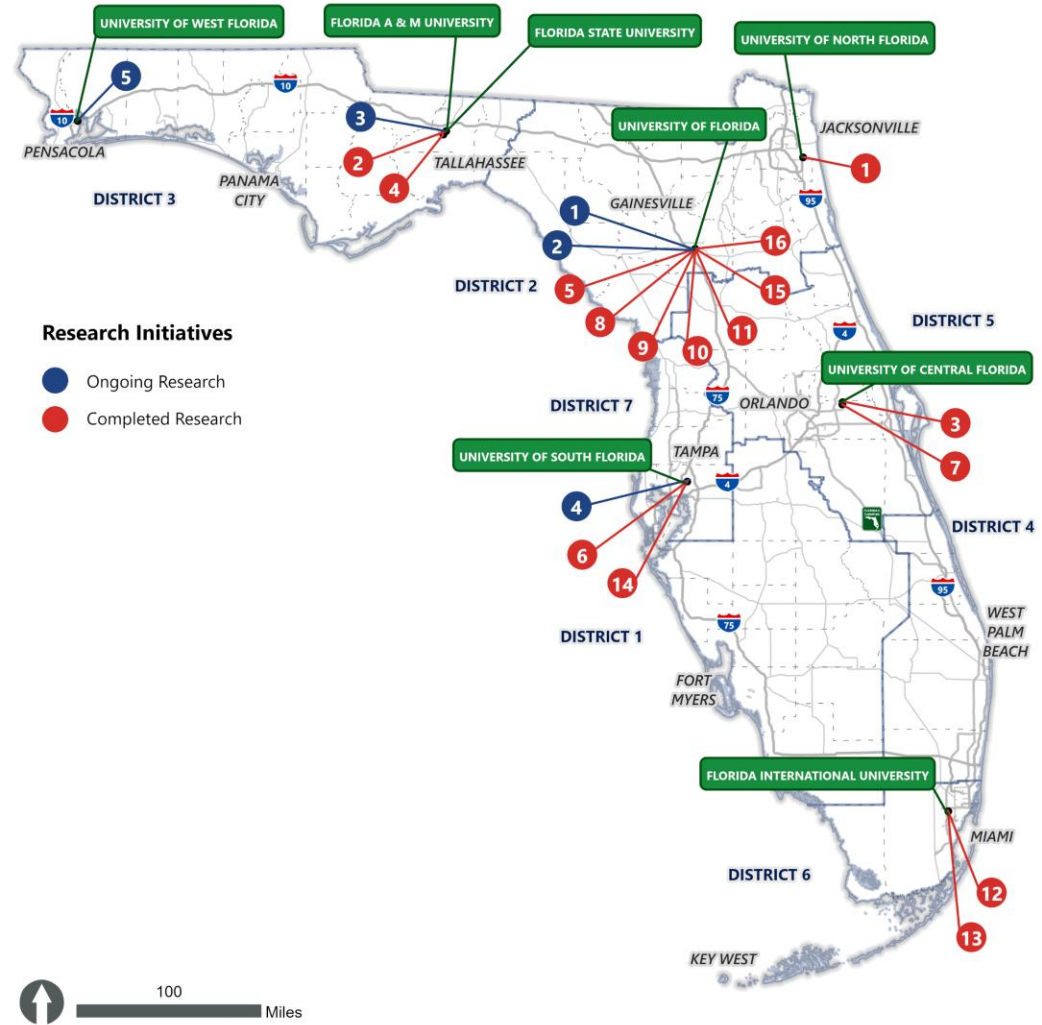 UNIVERSITY OF WEST FLORIDA
FLORIDA A & M UNIVERSITY
FLORIDA STATE UNIVERSITY
UNIVERSITY OF NORTH FLORIDA
5
10
10
3
UNIVERSITY OF FLORIDA
JACKSONVILLE
PENSACOLA
2
TALLAHASSEE
1
PANAMA
CITY
4
DISTRICT 3
95
GAINESVILLE
1
2
16
DISTRICT 2
5
15
8
11
9
10
DISTRICT 5
4
Research Initiatives
Ongoing Research
Completed Research
UNIVERSITY OF CENTRAL FLORIDA
75
DISTRICT 7
ORLANDO
3
7
TAMPA
UNIVERSITY OF SOUTH FLORIDA
4
4
DISTRICT 4
6
14
95
DISTRICT 1
75
WEST
PALM
BEACH
FORT
MYERS
FLORIDA INTERNATIONAL UNIVERSITY
MIAMI
DISTRICT 6
12
13
KEY WEST
100
Miles